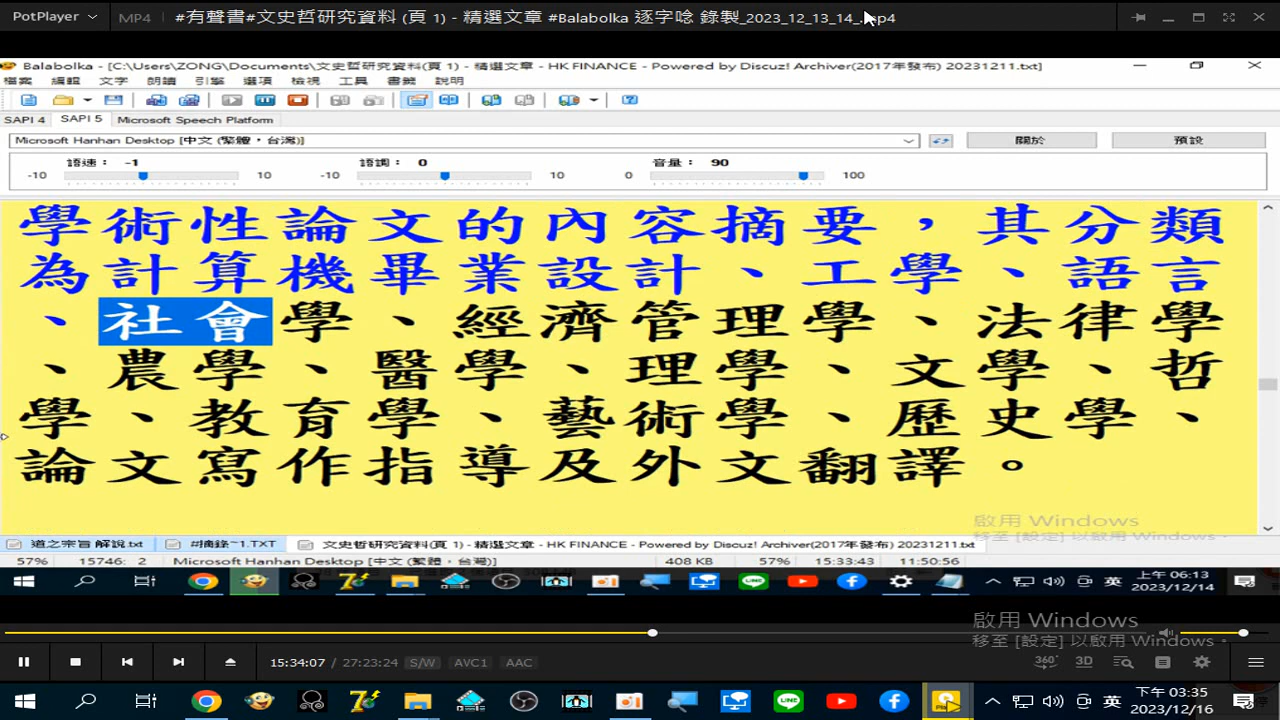 PotPlayer MP4 #有聲書#文史哲研究資料 (頁 1) - 精選文章 #Balabolka 逐字唸 錄製_2023_12_13_14_..mp4
Balabolka - [C:\Users\ZONG\Documents\文史哲研究資料(頁 1) - 精選文章 - HK FINANCE - Powered by Discuz! Archiver(2017年發布) 20231211.txt]
檔案 編輯 文字 朗讀 引擎 選項 檢視 工具 書籤 說明
SAPI 4 SAPI 5 Microsoft Speech Platform
Microsoft Hanhan Desktop [中文 (繁體，台灣)] 關於 預設
語速： -1 語調： 0 音量： 90
-10 10 -10 10 0 100
學術性論文的內容摘要，其分類
為計算機畢業設計、工學、語言
、社會學、經濟管理學、法律學
、農學、醫學、理學、文學、哲
學、教育學、藝術學、歷史學、
論文寫作指導及外文翻譯。
啟用 Windows
移至 [設定] 以啟用 Windows。
道之宗旨 解說.txt #摘錄~1.TXT 文史哲研究資料(頁 1) - 精選文章 - HK FINANCE - Powered by Discuz! Archiver(2017年發布) 20231211.txt
57% 15746: 2 Microsoft Hanhan Desktop [中文 (繁體，台灣)] 408 KB 57% 15:33:43 11:50:56
英 上午 06:13
2023/12/14
啟用 Windows
移至 [設定] 以啟用 Windows。
15:34:07 / 27:23:24 S/W AVC1 AAC 360° 3D
英 下午 03:35
2023/12/16